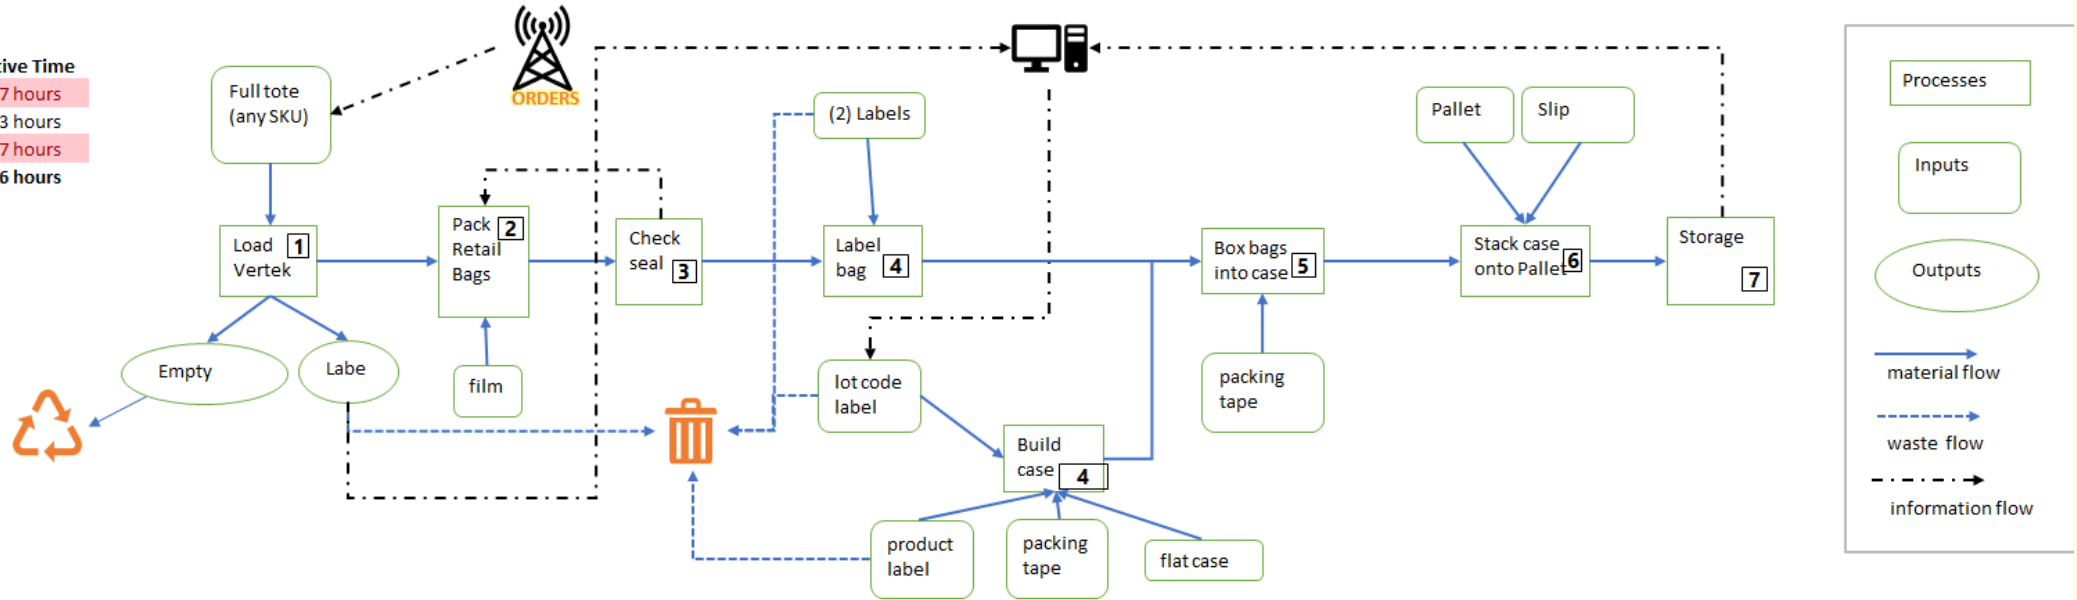 tive Time
7 hours
3 hours
7 hours
6 hours
Full tote
(any SKU)
ORDERS
(2) Labels
Pallet
Slip
Processes
Inputs
Outputs
material flow
waste flow
information flow
Load
Vertek
1
Pack
Retail
Bags
2
Check
seal
3
Label
bag
4
Box bags
into case
5
Stack case
onto Pallet
6
Storage
7
Empty
Labe
film
lot code
label
packing
tape
Build
case
4
product
label
packing
tape
flat case